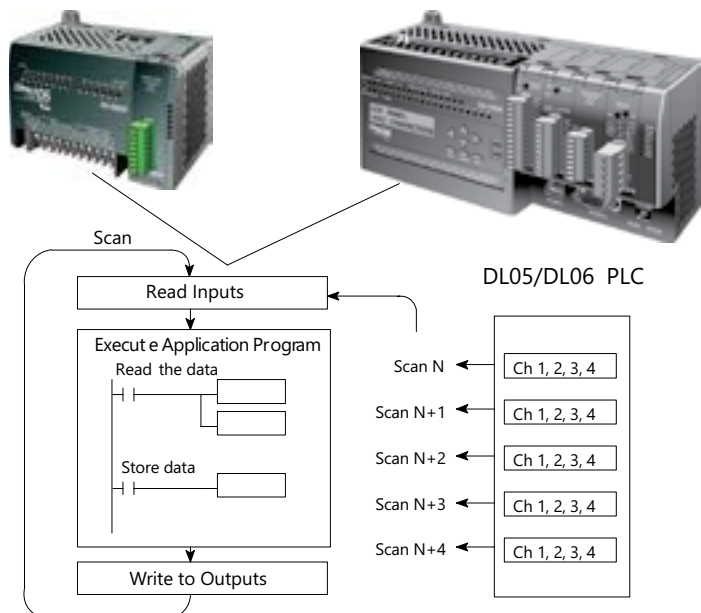 Scan
DL05/DL06 PLC
Read Inputs
Execut e Application Program
Read the data
Store data
Write to Outputs
Scan N
Ch 1, 2, 3, 4
Scan N+1
Ch 1, 2, 3, 4
Scan N+2
Ch 1, 2, 3, 4
Scan N+3
Ch 1, 2, 3, 4
Scan N+4
Ch 1, 2, 3, 4